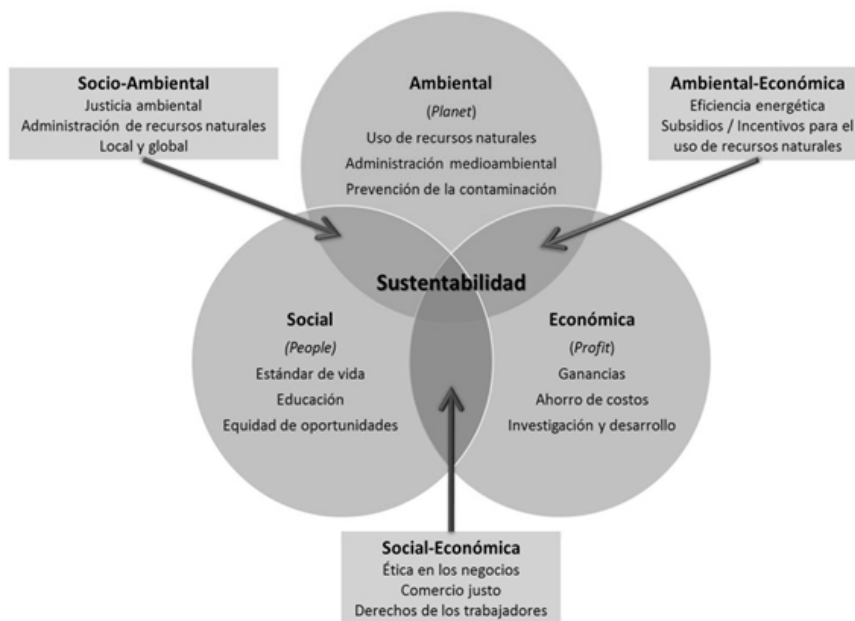 Socio-Ambiental
Justicia ambiental
Administración de recursos naturales
Local y global
Ambiental
(Planet)
Uso de recursos naturales
Administración medioambiental
Prevención de la contaminación
Ambiental-Económica
Eficiencia energética
Subsidios / Incentivos para el
uso de recursos naturales
Sustentabilidad
Social
(People)
Estándar de vida
Educación
Equidad de oportunidades
Económica
(Profit)
Ganancias
Ahorro de costos
Investigación y desarrollo
Social-Económica
Ética en los negocios
Comercio justo
Derechos de los trabajadores